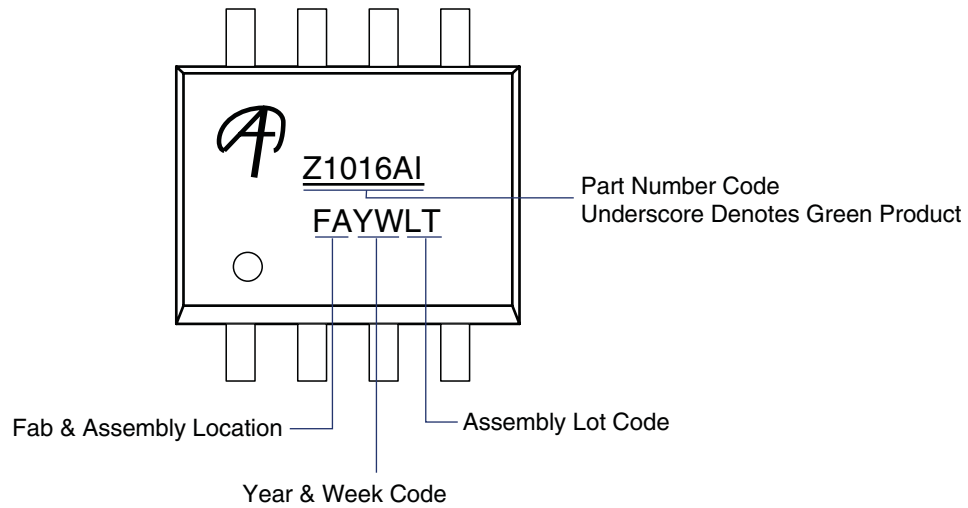 Z1016AI
FAYWLT
Part Number Code
Underscore Denotes Green Product
Fab & Assembly Location
Assembly Lot Code
Year & Week Code